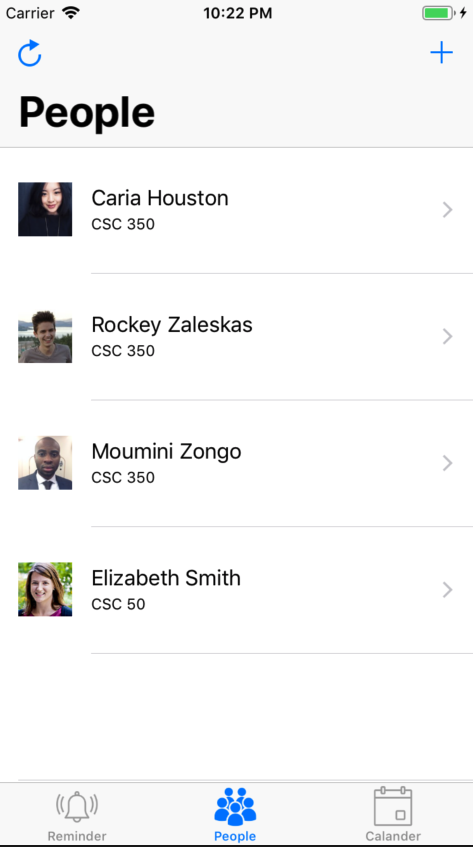 Carrier 10:22 PM
People
Caria Houston
CSC 350
Rockey Zaleskas
CSC 350
Moumini Zongo
CSC 350
Elizabeth Smith
CSC 50
Reminder People Calander